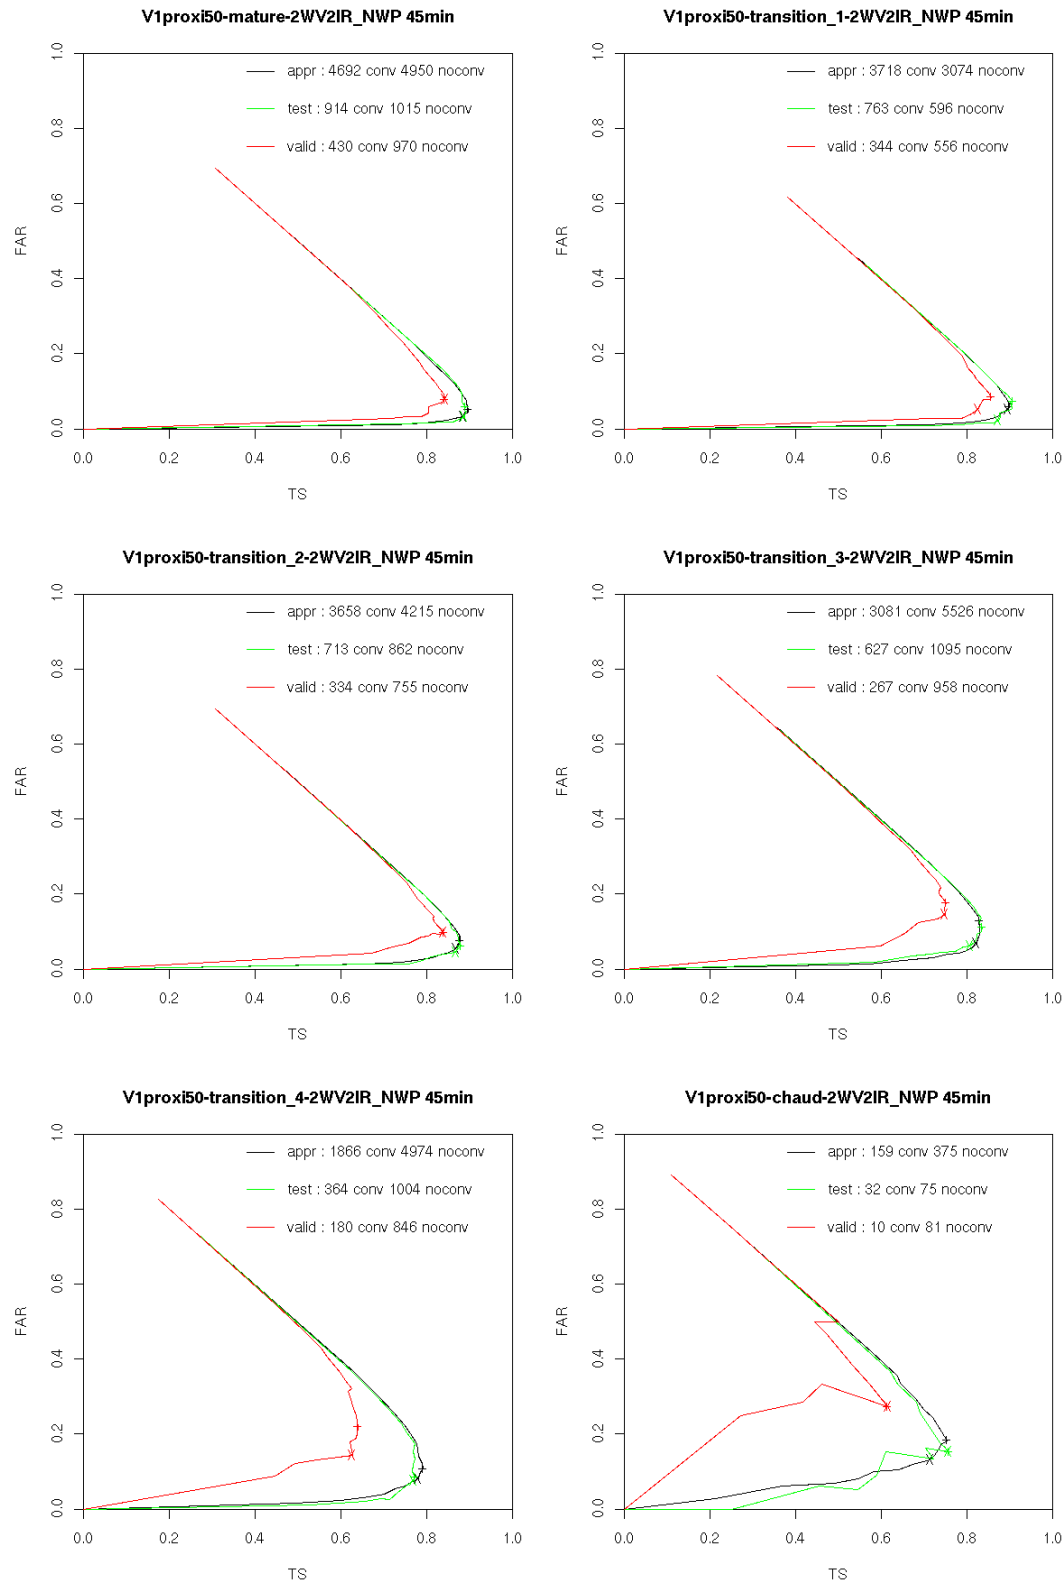 V1proxi50-mature-2WV2IR_NWP 45min
appr : 4692 conv 4950 noconv
test : 914 conv 1015 noconv
valid : 430 conv 970 noconv
FAR
1.0
0.8
0.6
0.4
0.2
0.0
0.0 0.2 0.4 0.6 0.8 1.0
TS
V1proxi50-transition_1-2WV2IR_NWP 45min
appr : 3718 conv 3074 noconv
test : 763 conv 596 noconv
valid : 344 conv 556 noconv
FAR
1.0
0.8
0.6
0.4
0.2
0.0
0.0 0.2 0.4 0.6 0.8 1.0
TS
V1proxi50-transition_2-2WV2IR_NWP 45min
appr : 3658 conv 4215 noconv
test : 713 conv 862 noconv
valid : 334 conv 755 noconv
FAR
1.0
0.8
0.6
0.4
0.2
0.0
0.0 0.2 0.4 0.6 0.8 1.0
TS
V1proxi50-transition_3-2WV2IR_NWP 45min
appr : 3081 conv 5526 noconv
test : 627 conv 1095 noconv
valid : 267 conv 958 noconv
FAR
1.0
0.8
0.6
0.4
0.2
0.0
0.0 0.2 0.4 0.6 0.8 1.0
TS
V1proxi50-transition_4-2WV2IR_NWP 45min
appr : 1866 conv 4974 noconv
test : 364 conv 1004 noconv
valid : 180 conv 846 noconv
FAR
1.0
0.8
0.6
0.4
0.2
0.0
0.0 0.2 0.4 0.6 0.8 1.0
TS
V1proxi50-chaud-2WV2IR_NWP 45min
appr : 159 conv 375 noconv
test : 32 conv 75 noconv
valid : 10 conv 81 noconv
FAR
1.0
0.8
0.6
0.4
0.2
0.0
0.0 0.2 0.4 0.6 0.8 1.0
TS